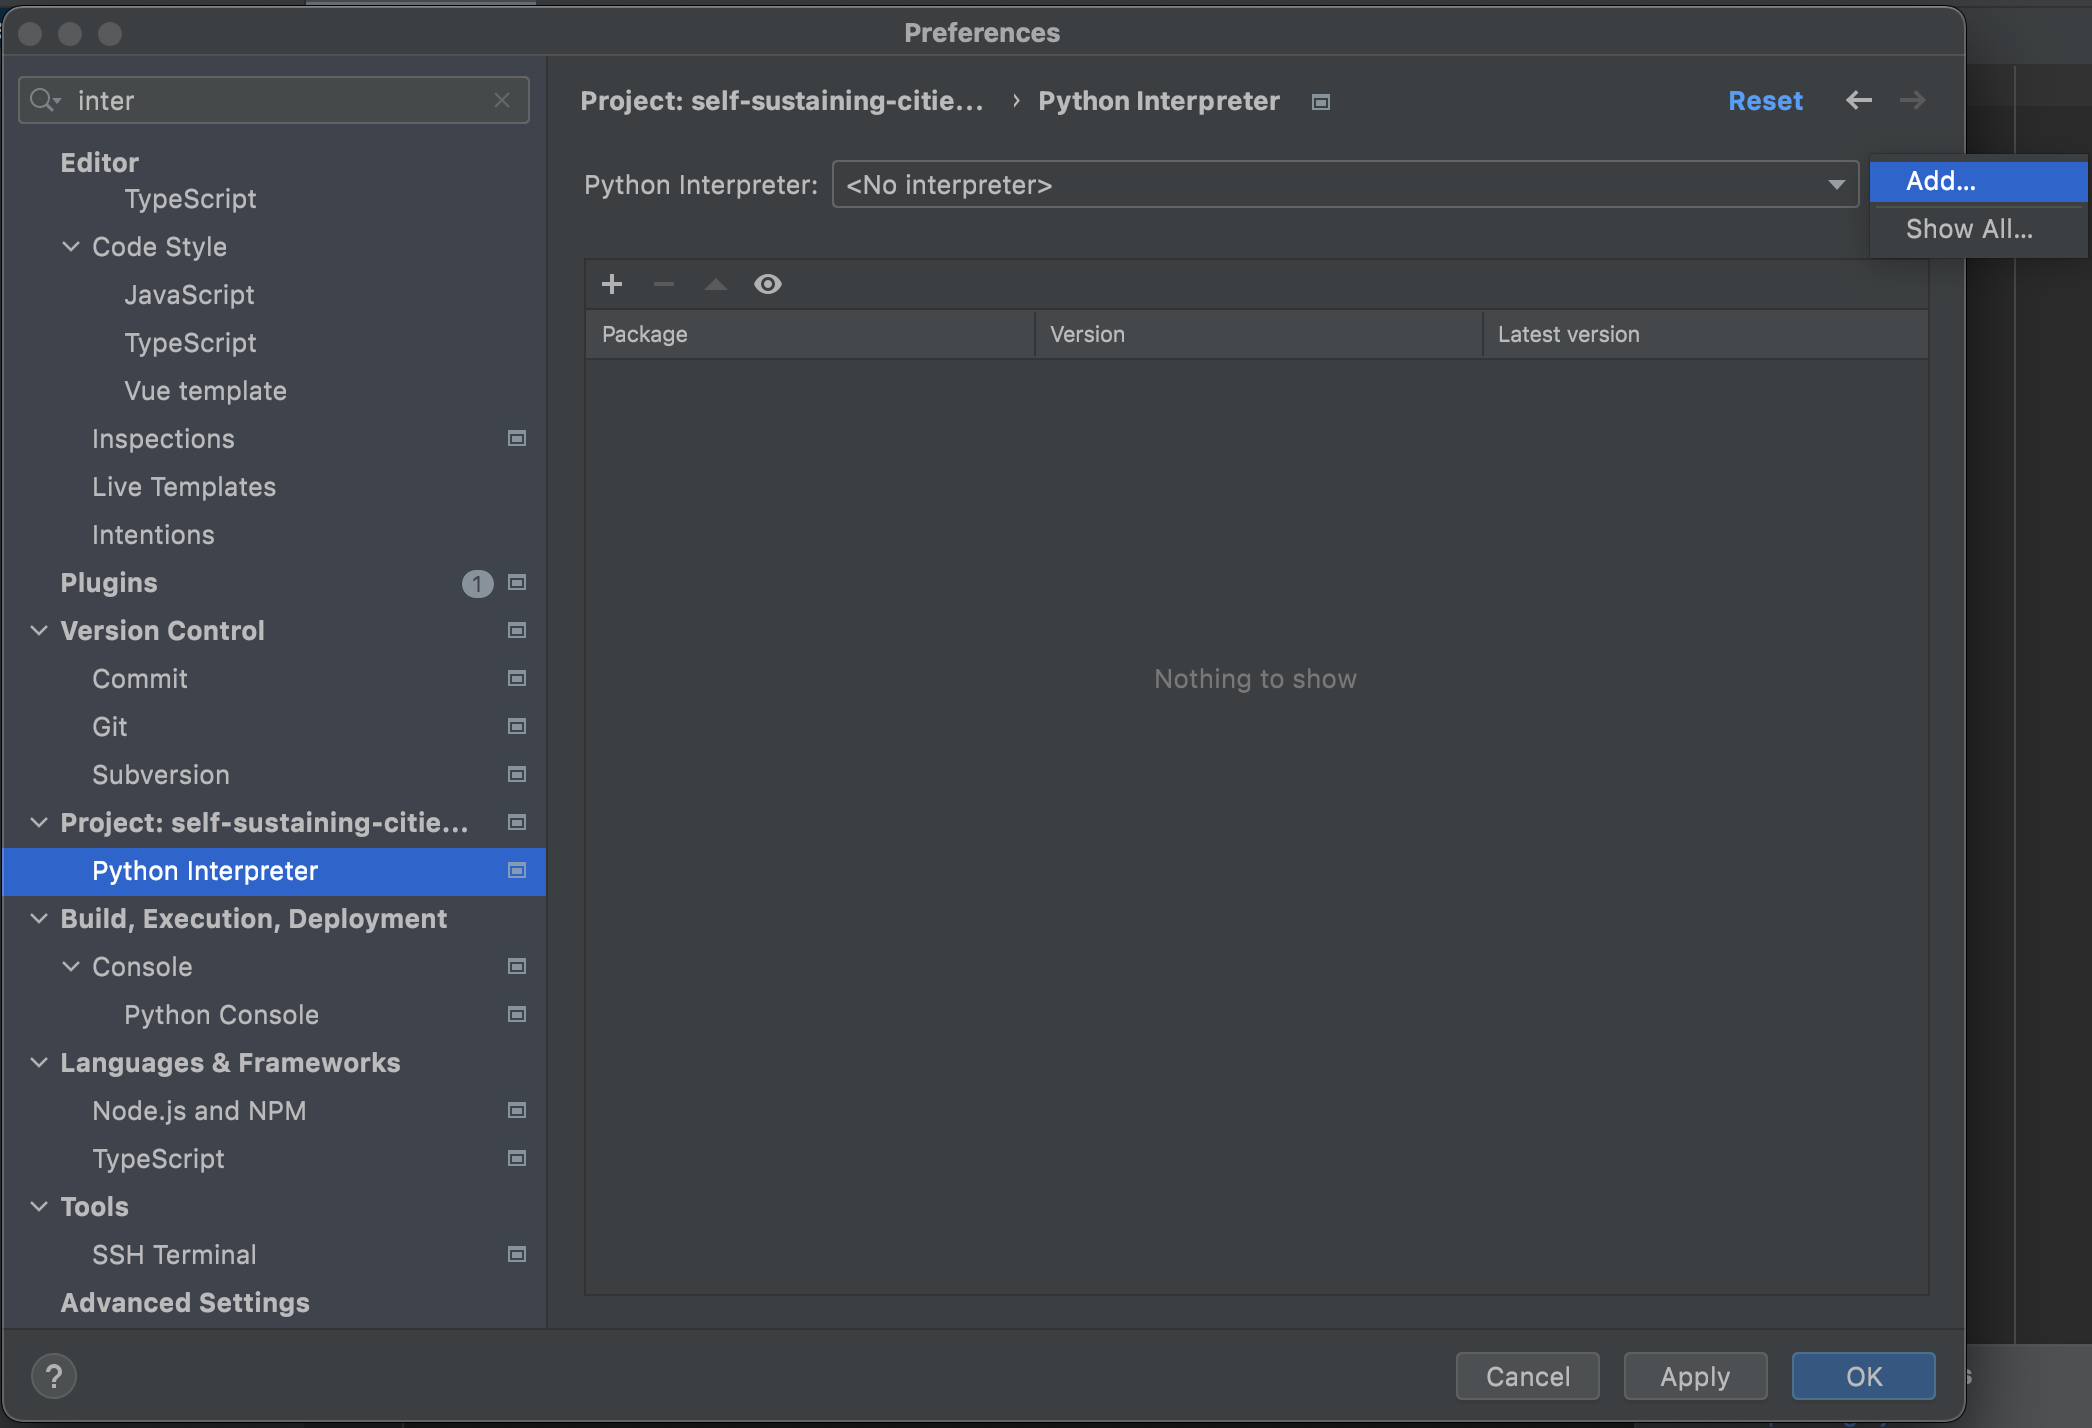 Preferences
inter
Project: self-sustaining-citie... › Python Interpreter
Reset
Python Interpreter: <No interpreter>
Add...
Show All...
Package Version Latest version
Nothing to show
Editor
TypeScript
Code Style
JavaScript
TypeScript
Vue template
Inspections
Live Templates
Intentions
Plugins 1
Version Control
Commit
Git
Subversion
Project: self-sustaining-citie...
Python Interpreter
Build, Execution, Deployment
Console
Python Console
Languages & Frameworks
Node.js and NPM
TypeScript
Tools
SSH Terminal
Advanced Settings
?
Cancel Apply OK